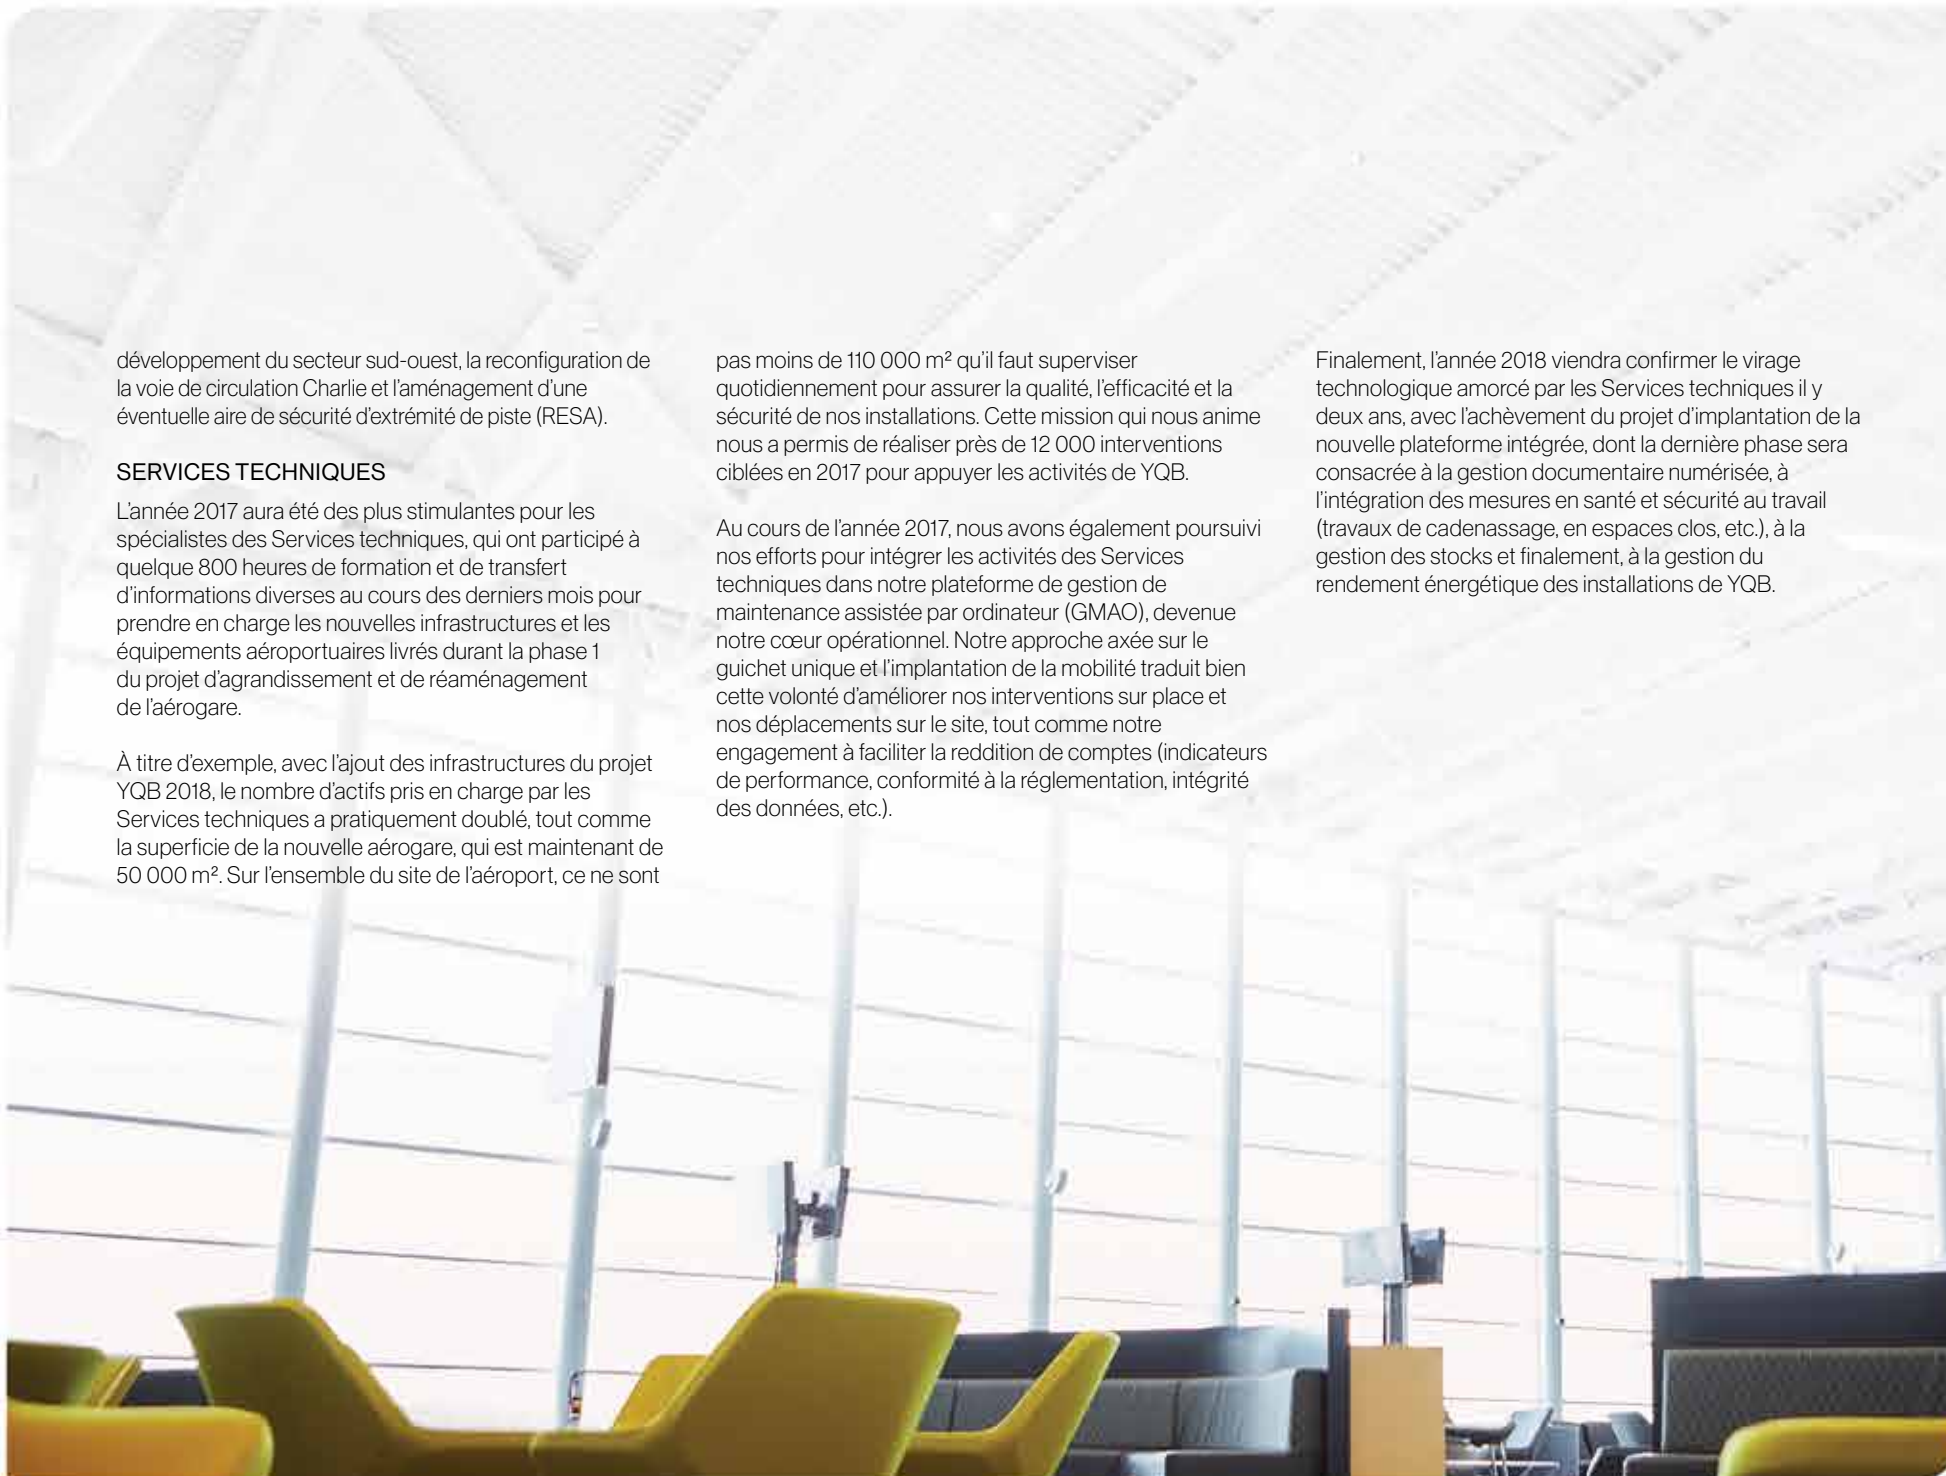 développement du secteur sud-ouest, la reconfiguration de
la voie de circulation Charlie et l’aménagement d’une
éventuelle aire de sécurité d’extrémité de piste (RESA).
SERVICES TECHNIQUES
L’année 2017 aura été des plus stimulantes pour les
spécialistes des Services techniques, qui ont participé à
quelque 800 heures de formation et de transfert
d’informations diverses au cours des derniers mois pour
prendre en charge les nouvelles infrastructures et les
équipements aéroportuaires livrés durant la phase 1
du projet d’agrandissement et de réaménagement
de l’aérogare.
À titre d’exemple, avec l’ajout des infrastructures du projet
YQB 2018, le nombre d’actifs pris en charge par les
Services techniques a pratiquement doublé, tout comme
la superficie de la nouvelle aérogare, qui est maintenant de
50 000 m². Sur l’ensemble du site de l’aéroport, ce ne sont
pas moins de 110 000 m² qu’il faut superviser
quotidiennement pour assurer la qualité, l’efficacité et la
sécurité de nos installations. Cette mission qui nous anime
nous a permis de réaliser près de 12 000 interventions
ciblées en 2017 pour appuyer les activités de YQB.
Au cours de l’année 2017, nous avons également poursuivi
nos efforts pour intégrer les activités des Services
techniques dans notre plateforme de gestion de
maintenance assistée par ordinateur (GMAO), devenue
notre cœur opérationnel. Notre approche axée sur le
guichet unique et l’implantation de la mobilité traduit bien
cette volonté d’améliorer nos interventions sur place et
nos déplacements sur le site, tout comme notre
engagement à faciliter la reddition de comptes (indicateurs
de performance, conformité à la réglementation, intégrité
des données, etc.).
Finalement, l’année 2018 viendra confirmer le virage
technologique amorcé par les Services techniques il y
deux ans, avec l’achèvement du projet d’implantation de la
nouvelle plateforme intégrée, dont la dernière phase sera
consacrée à la gestion documentaire numérisée, à
l’intégration des mesures en santé et sécurité au travail
(travaux de cadenassage, en espaces clos, etc.), à la
gestion des stocks et finalement, à la gestion du
rendement énergétique des installations de YQB.